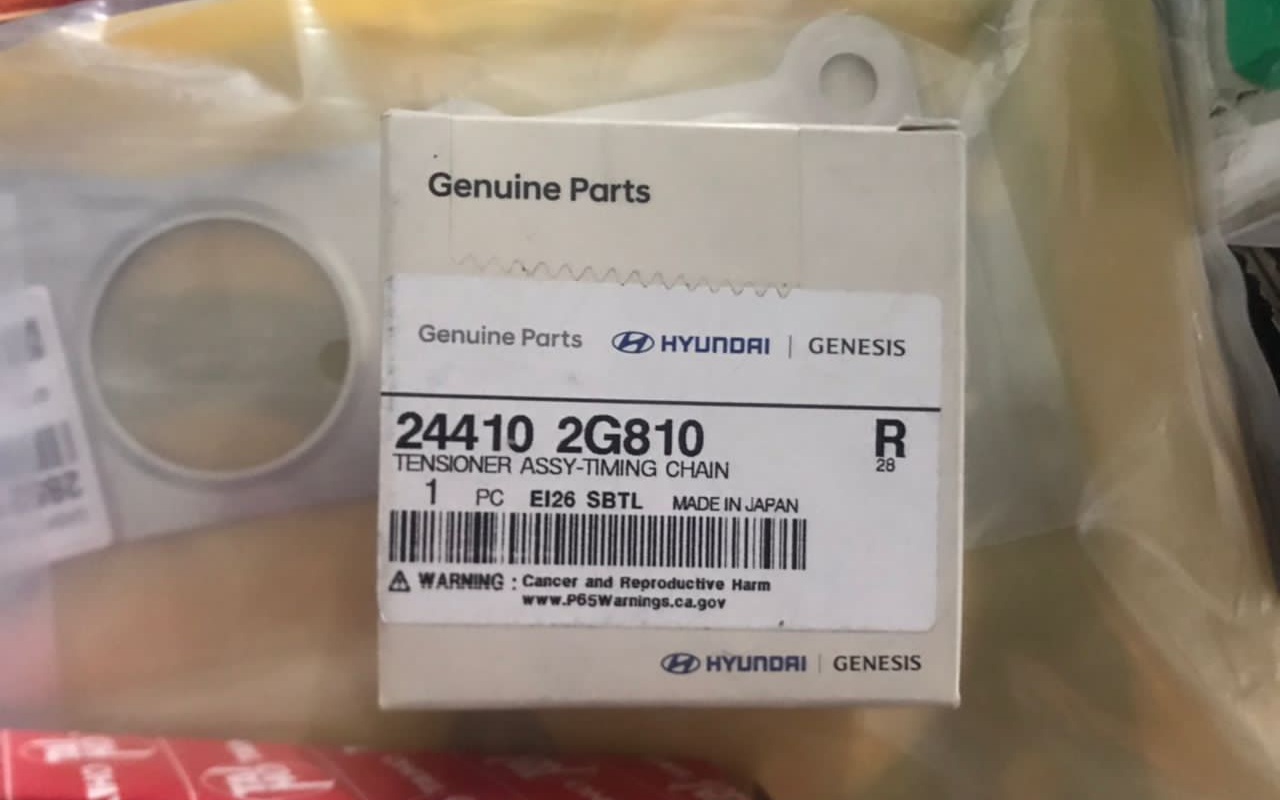 Genuine Parts
Genuine Parts HYUNDAI | GENESIS
24410 2G810 R
TENSIONER ASSY-TIMING CHAIN 28
1 PC EI26 SBTL MADE IN JAPAN
WARNING : Cancer and Reproductive Harm
www.P65Warnings.ca.gov
HYUNDAI | GENESIS